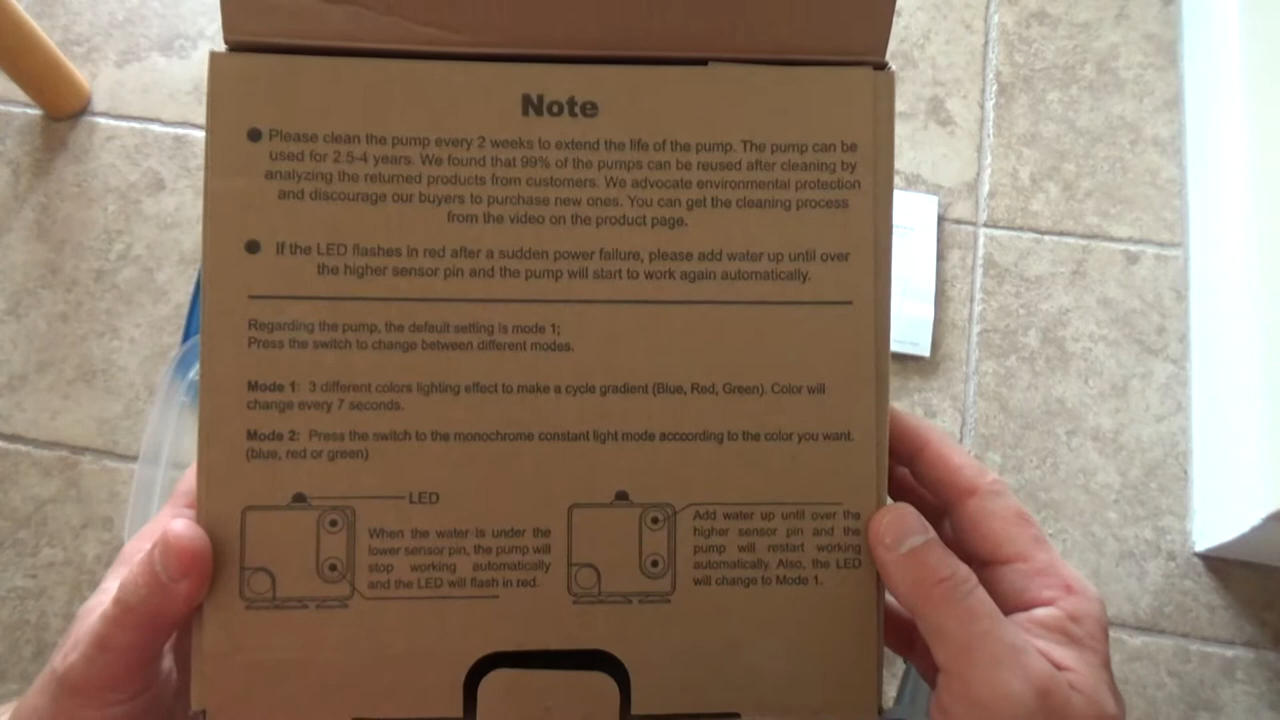 Note
● Please clean the pump every 2 weeks to extend the life of the pump. The pump can be
used for 2.5-4 years. We found that 99% of the pumps can be reused after cleaning by
analyzing the returned products from customers. We advocate environmental protection
and discourage our buyers to purchase new ones. You can get the cleaning process
from the video on the product page.
● If the LED flashes in red after a sudden power failure, please add water up until over
the higher sensor pin and the pump will start to work again automatically.
Regarding the pump, the default setting is mode 1;
Press the switch to change between different modes.
Mode 1: 3 different colors lighting effect to make a cycle gradient (Blue, Red, Green). Color will
change every 7 seconds.
Mode 2: Press the switch to the monochrome constant light mode acccording to the color you want.
(blue, red or green)
LED
When the water is under the
lower sensor pin, the pump will
stop working automatically
and the LED will flash in red.
Add water up until over the
higher sensor pin and the
pump will restart working
automatically. Also, the LED
will change to Mode 1.